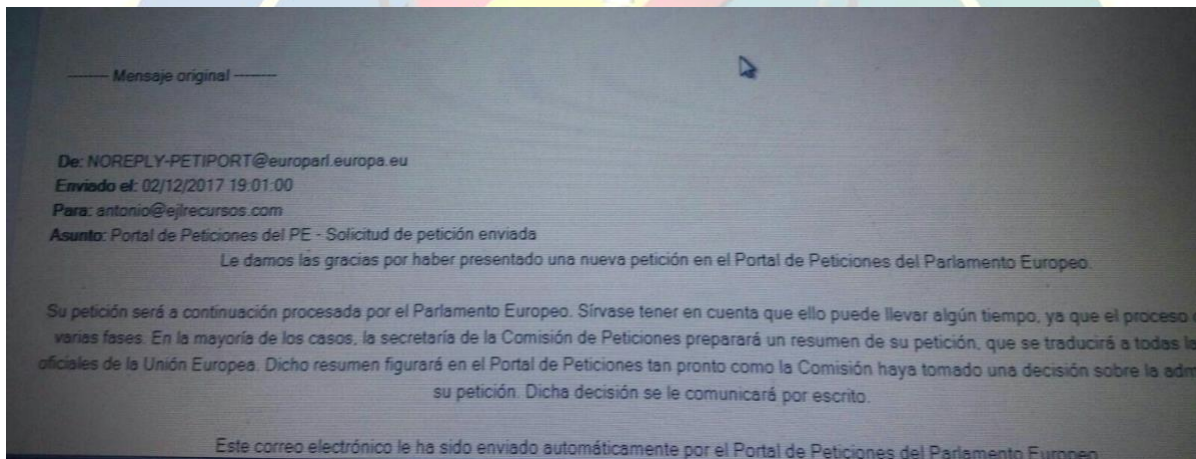 -------- Mensaje original --------
De: NOREPLY-PETIPORT@europarl.europa.eu
Enviado el: 02/12/2017 19:01:00
Para: antonio@ejlrecursos.com
Asunto: Portal de Peticiones del PE - Solicitud de petición enviada
Le damos las gracias por haber presentado una nueva petición en el Portal de Peticiones del Parlamento Europeo.
Su petición será a continuación procesada por el Parlamento Europeo. Sírvase tener en cuenta que ello puede llevar algún tiempo, ya que el proceso
varias fases. En la mayoría de los casos, la secretaría de la Comisión de Peticiones preparará un resumen de su petición, que se traducirá a todas
oficiales de la Unión Europea. Dicho resumen figurará en el Portal de Peticiones tan pronto como la Comisión haya tomado una decisión sobre la
su petición. Dicha decisión se le comunicará por escrito.
Este correo electrónico le ha sido enviado automáticamente por el Portal de Peticiones del Parlamento Europeo